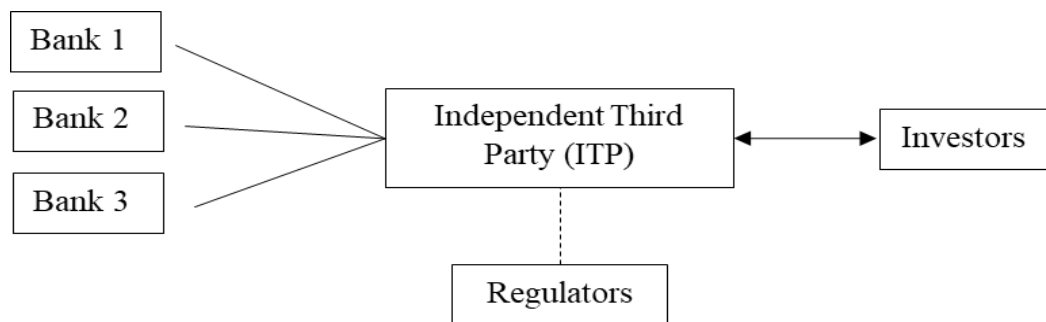 Bank 1
Bank 2
Bank 3
Independent Third
Party (ITP)
Investors
Regulators